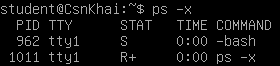 student@CsnKhai:~$ ps -x
PID TTY STAT TIME COMMAND
962 tty1 S 0:00 -bash
1011 tty1 R+ 0:00 ps -x